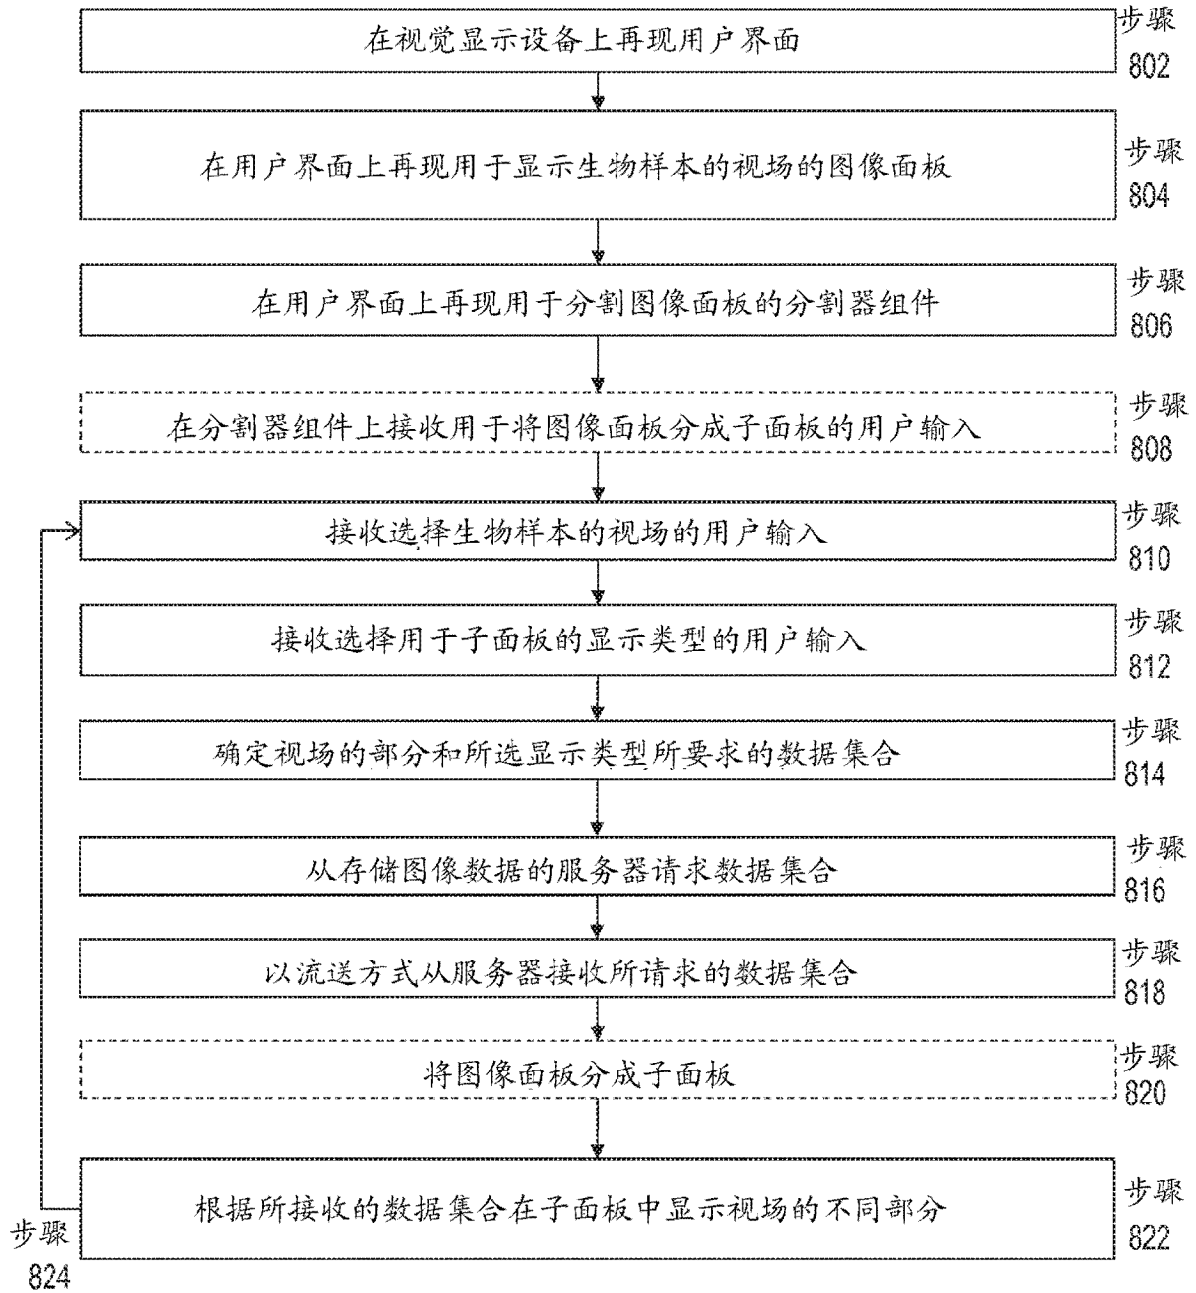 在视觉显示设备上再现用户界面
步骤
802
在用户界面上再现用于显示生物样本的视场的图像面板
步骤
804
在用户界面上再现用于分割图像面板的分割器组件
步骤
806
在分割器组件上接收用于将图像面板分成子面板的用户输入
步骤
808
接收选择生物样本的视场的用户输入
步骤
810
接收选择用于子面板的显示类型的用户输入
步骤
812
确定视场的部分和所选显示类型所要求的数据集合
步骤
814
从存储图像数据的服务器请求数据集合
步骤
816
以流送方式从服务器接收所请求的数据集合
步骤
818
将图像面板分成子面板
步骤
820
根据所接收的数据集合在子面板中显示视场的不同部分
步骤
822
步骤
824